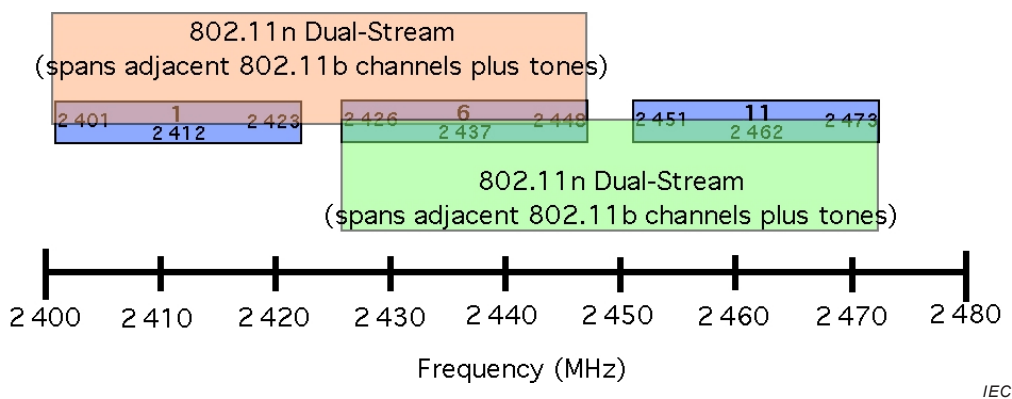 802.11n Dual-Stream
(spans adjacent 802.11b channels plus tones)
1 6 11
2 401 2 423 2 426 2 448 2 451 2 473
2 412 2 437 2 462
802.11n Dual-Stream
(spans adjacent 802.11b channels plus tones)
2 400 2 410 2 420 2 430 2 440 2 450 2 460 2 470 2 480
Frequency (MHz)
IEC